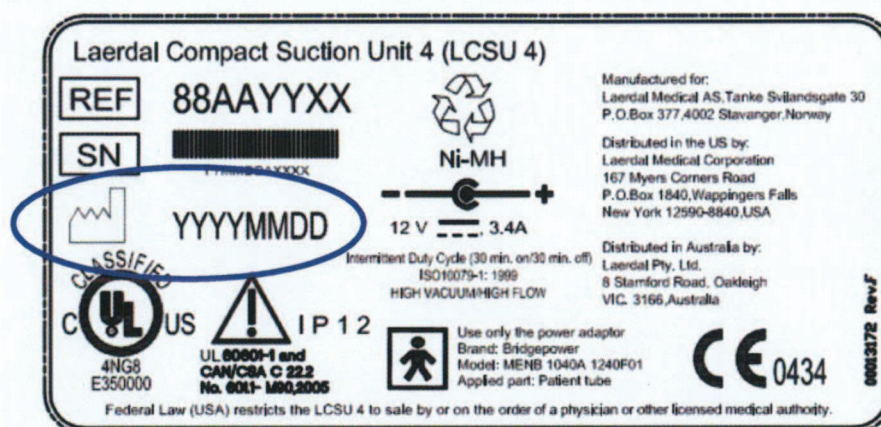 Laerdal Compact Suction Unit 4 (LCSU 4)
REF 88AAYYXX
SN
YYYYMMDD
Ni-MH
- +
12 V 3.4A
Intermittent Duty Cycle (30 min. on/30 min. off)
ISO10079-1: 1999
HIGH VACUUM/HIGH FLOW
Manufactured for:
Laerdal Medical AS,Tanke Svilandsgate 30
P.O.Box 377,4002 Stavanger,Norway
Distributed in the US by:
Laerdal Medical Corporation
167 Myers Corners Road
P.O.Box 1840,Wappingers Falls
New York 12590-8840,USA
Distributed in Australia by:
Laerdal Pty. Ltd.
8 Stamford Road, Oakleigh
VIC. 3166,Australia
CLASSIFIED
C UL US
4NG8
E350000
IP12
UL 60601-1 and
CAN/CSA C 22.2
No. 601.1- M90,2005
Use only the power adaptor
Brand: Bridgepower
Model: MENB 1040A 1240F01
Applied part: Patient tube
CE 0434
00013172 Rev.F
Federal Law (USA) restricts the LCSU 4 to sale by or on the order of a physician or other licensed medical authority.